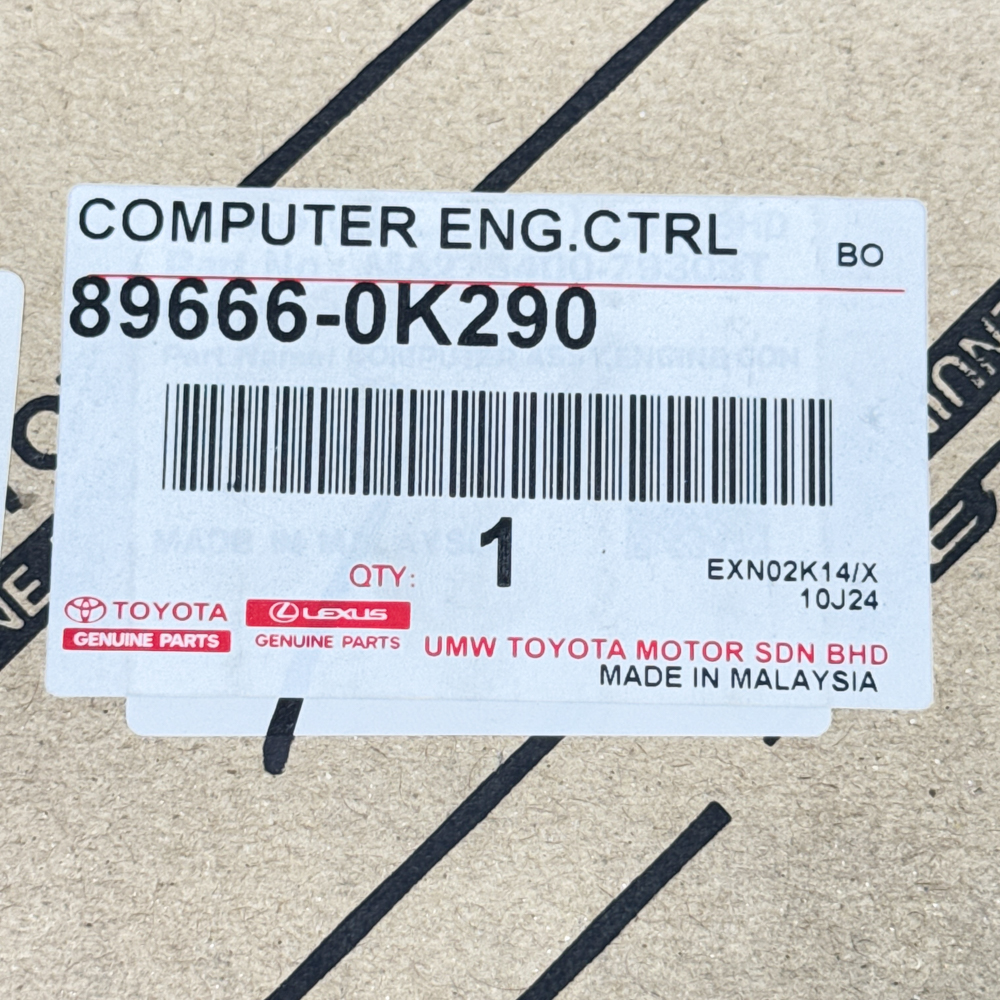 COMPUTER ENG.CTRL
BO
89666-0K290
1
QTY:
EXN02K14/X
10J24
TOYOTA
GENUINE PARTS
LEXUS
GENUINE PARTS
UMW TOYOTA MOTOR SDN BHD
MADE IN MALAYSIA